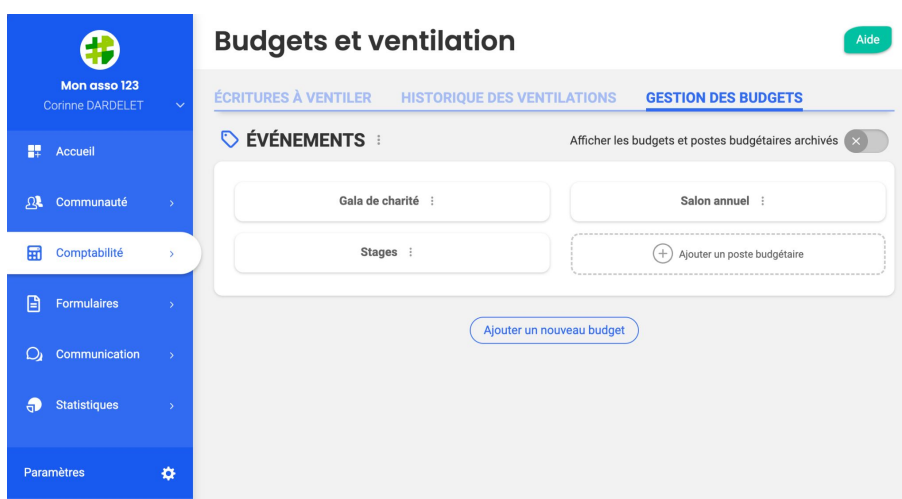 Mon asso 123
Corinne DARDELET
Accueil
Communauté
Comptabilité
Formulaires
Communication
Statistiques
Paramètres
Budgets et ventilation
Aide
ÉCRITURES À VENTILER HISTORIQUE DES VENTILATIONS GESTION DES BUDGETS
ÉVÉNEMENTS Afficher les budgets et postes budgétaires archivés
Gala de charité Salon annuel
Stages Ajouter un poste budgétaire
Ajouter un nouveau budget